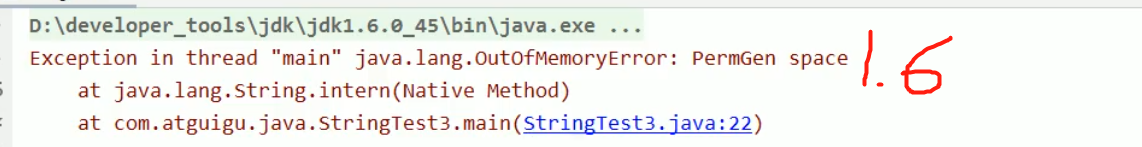 D:\developer_tools\jdk\jdk1.6.0_45\bin\java.exe ...
Exception in thread "main" java.lang.OutOfMemoryError: PermGen space 1.6
at java.lang.String.intern(Native Method)
at com.atguigu.java.StringTest3.main(StringTest3.java:22)